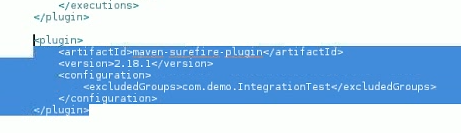 </executions>
</plugin>
<plugin>
<artifactId>maven-surefire-plugin</artifactId>
<version>2.18.1</version>
<configuration>
<excludedGroups>com.demo.IntegrationTest</excludedGroups>
</configuration>
</plugin>